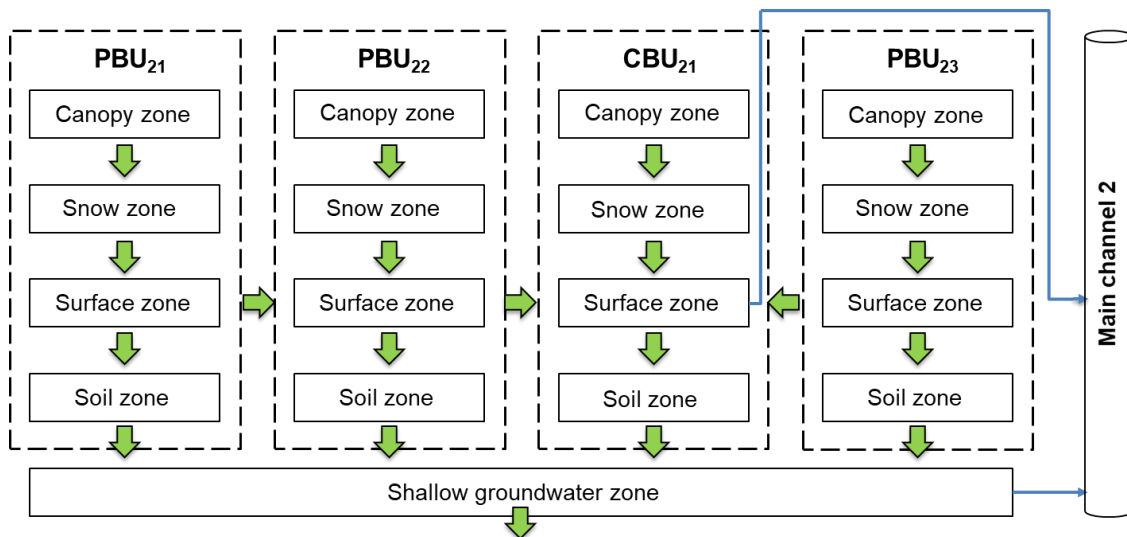 PBU21
Canopy zone
Snow zone
Surface zone
Soil zone
PBU22
Canopy zone
Snow zone
Surface zone
Soil zone
CBU21
Canopy zone
Snow zone
Surface zone
Soil zone
PBU23
Canopy zone
Snow zone
Surface zone
Soil zone
Shallow groundwater zone
Main channel 2